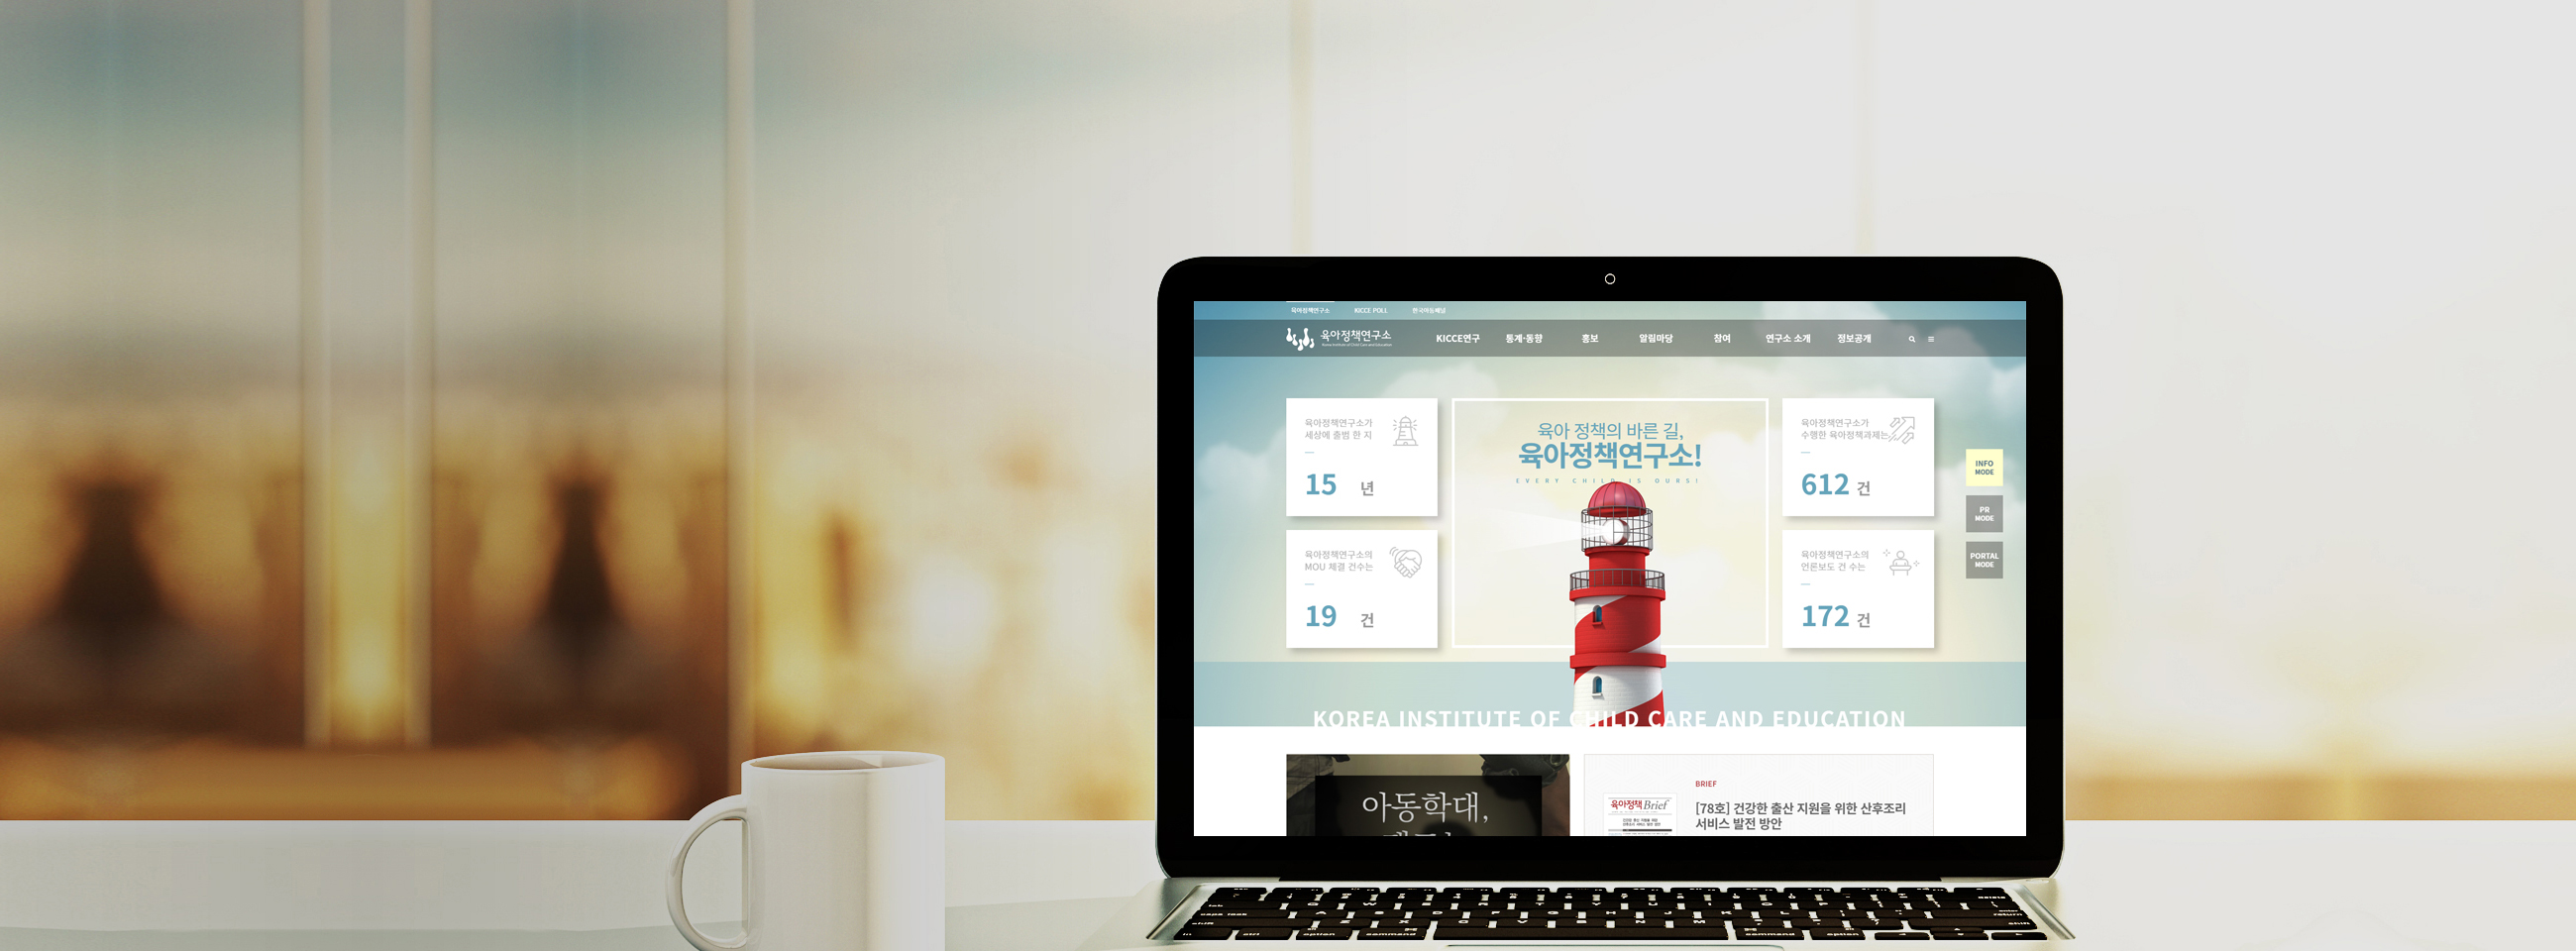 육아정책연구소 KICCE POLL
육아정책연구소
Korea Institute of Child Care and Education
KICCE연구 통계·동향 홍보 알림마당 참여 연구소 소개 정보공개
육아정책연구소가
세상에 출범 한 지
15 년
육아정책연구소의
MOU 체결 건수는
19 건
육아 정책의 바른 길,
육아정책연구소!
EVERY CHILD IS OURS!
육아정책연구소가
수행한 육아정책과제는
612 건
육아정책연구소의
언론보도 건 수는
172 건
INFO
MODE
PR
MODE
PORTAL
MODE
KOREA INSTITUTE OF CHILD CARE AND EDUCATION
아동학대,
BRIEF
육아정책 Brief
[78호] 건강한 출산 지원을 위한 산후조리
서비스 발전 방안